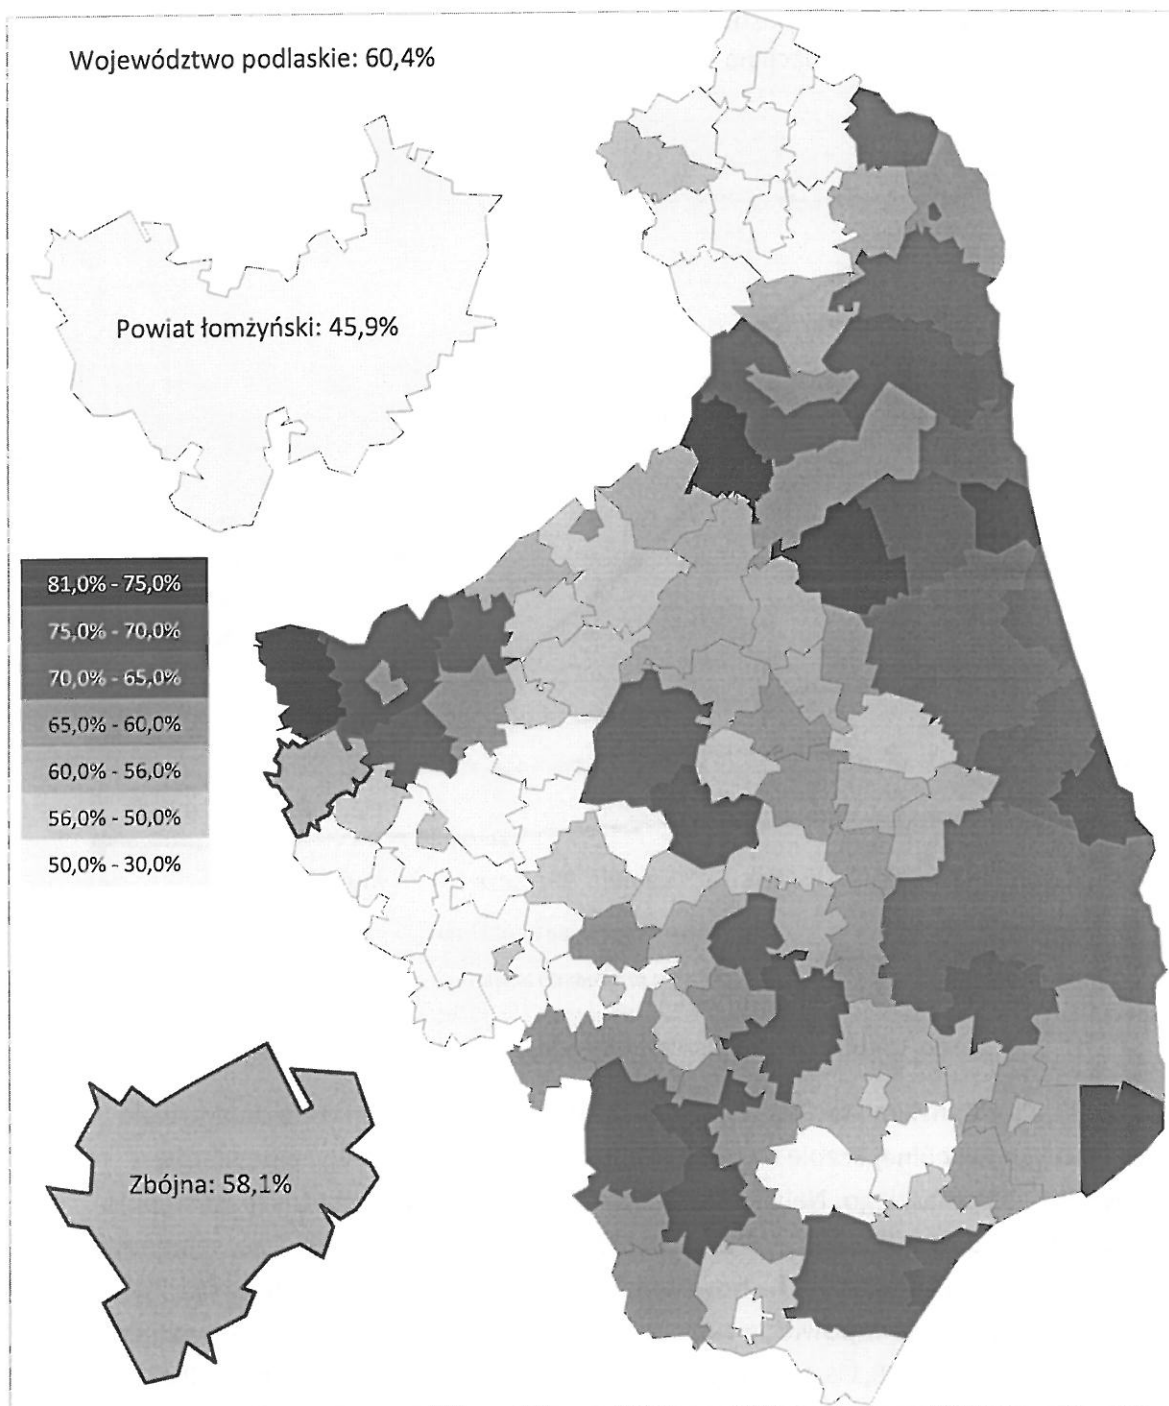 Województwo podlaskie: 60,4%
Powiat łomżyński: 45,9%
81,0% - 75,0%
75,0% - 70,0%
70,0% - 65,0%
65,0% - 60,0%
60,0% - 56,0%
56,0% - 50,0%
50,0% - 30,0%
Zbójna: 58,1%